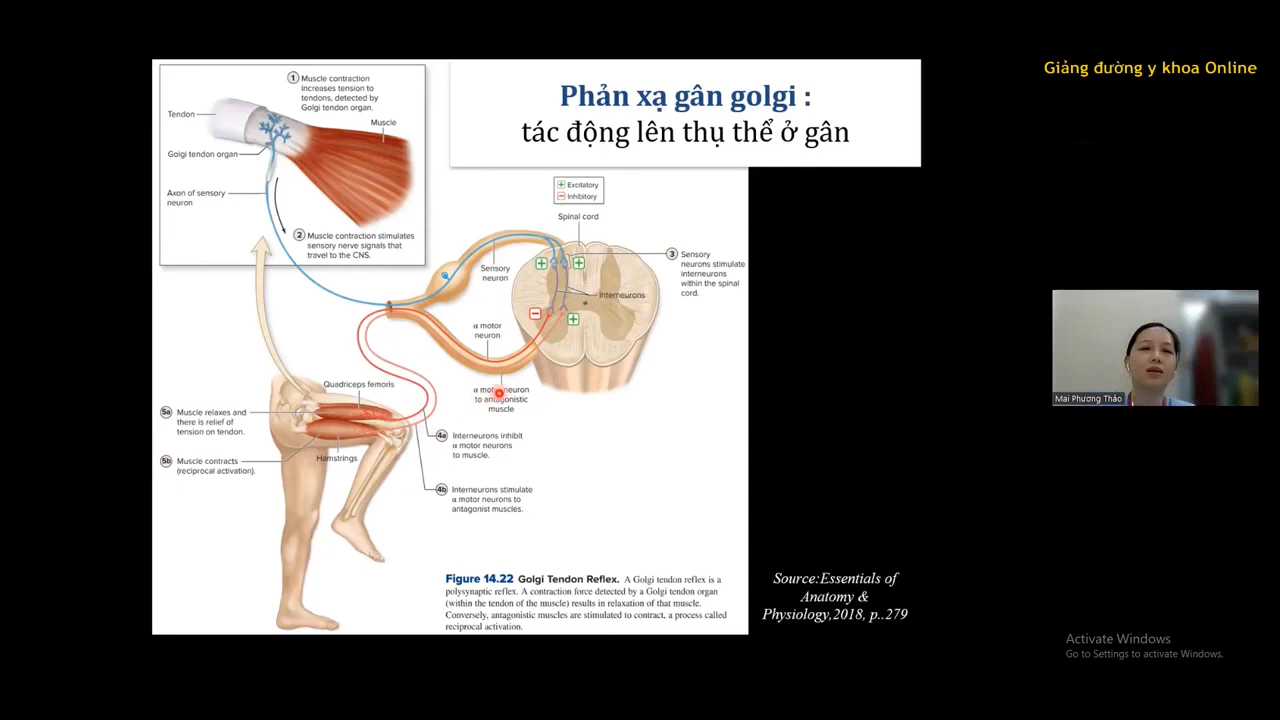 Giảng đường y khoa Online
Phản xạ gân golgi :
tác động lên thụ thể ở gân
1 Muscle contraction
increases tension to
tendons, detected by
Golgi tendon organ.
Tendon
Muscle
Golgi tendon organ
Axon of sensory
neuron
2 Muscle contraction stimulates
sensory nerve signals that
travel to the CNS.
+ Excitatory
− Inhibitory
Spinal cord
3 Sensory
neurons stimulate
interneurons
within the spinal
cord.
Sensory
neuron
Interneurons
α motor
neuron
α motor neuron
to antagonistic
muscle
Quadriceps femoris
5a Muscle relaxes and
there is relief of
tension on tendon.
4a Interneurons inhibit
α motor neurons
to muscle.
Hamstrings
5b Muscle contracts
(reciprocal activation).
4b Interneurons stimulate
α motor neurons to
antagonist muscles.
Figure 14.22 Golgi Tendon Reflex. A Golgi tendon reflex is a
polysynaptic reflex. A contraction force detected by a Golgi tendon organ
(within the tendon of the muscle) results in relaxation of that muscle.
Conversely, antagonistic muscles are stimulated to contract, a process called
reciprocal activation.
Source:Essentials of
Anatomy &
Physiology,2018, p..279
Mai Phương Thảo
Activate Windows
Go to Settings to activate Windows.